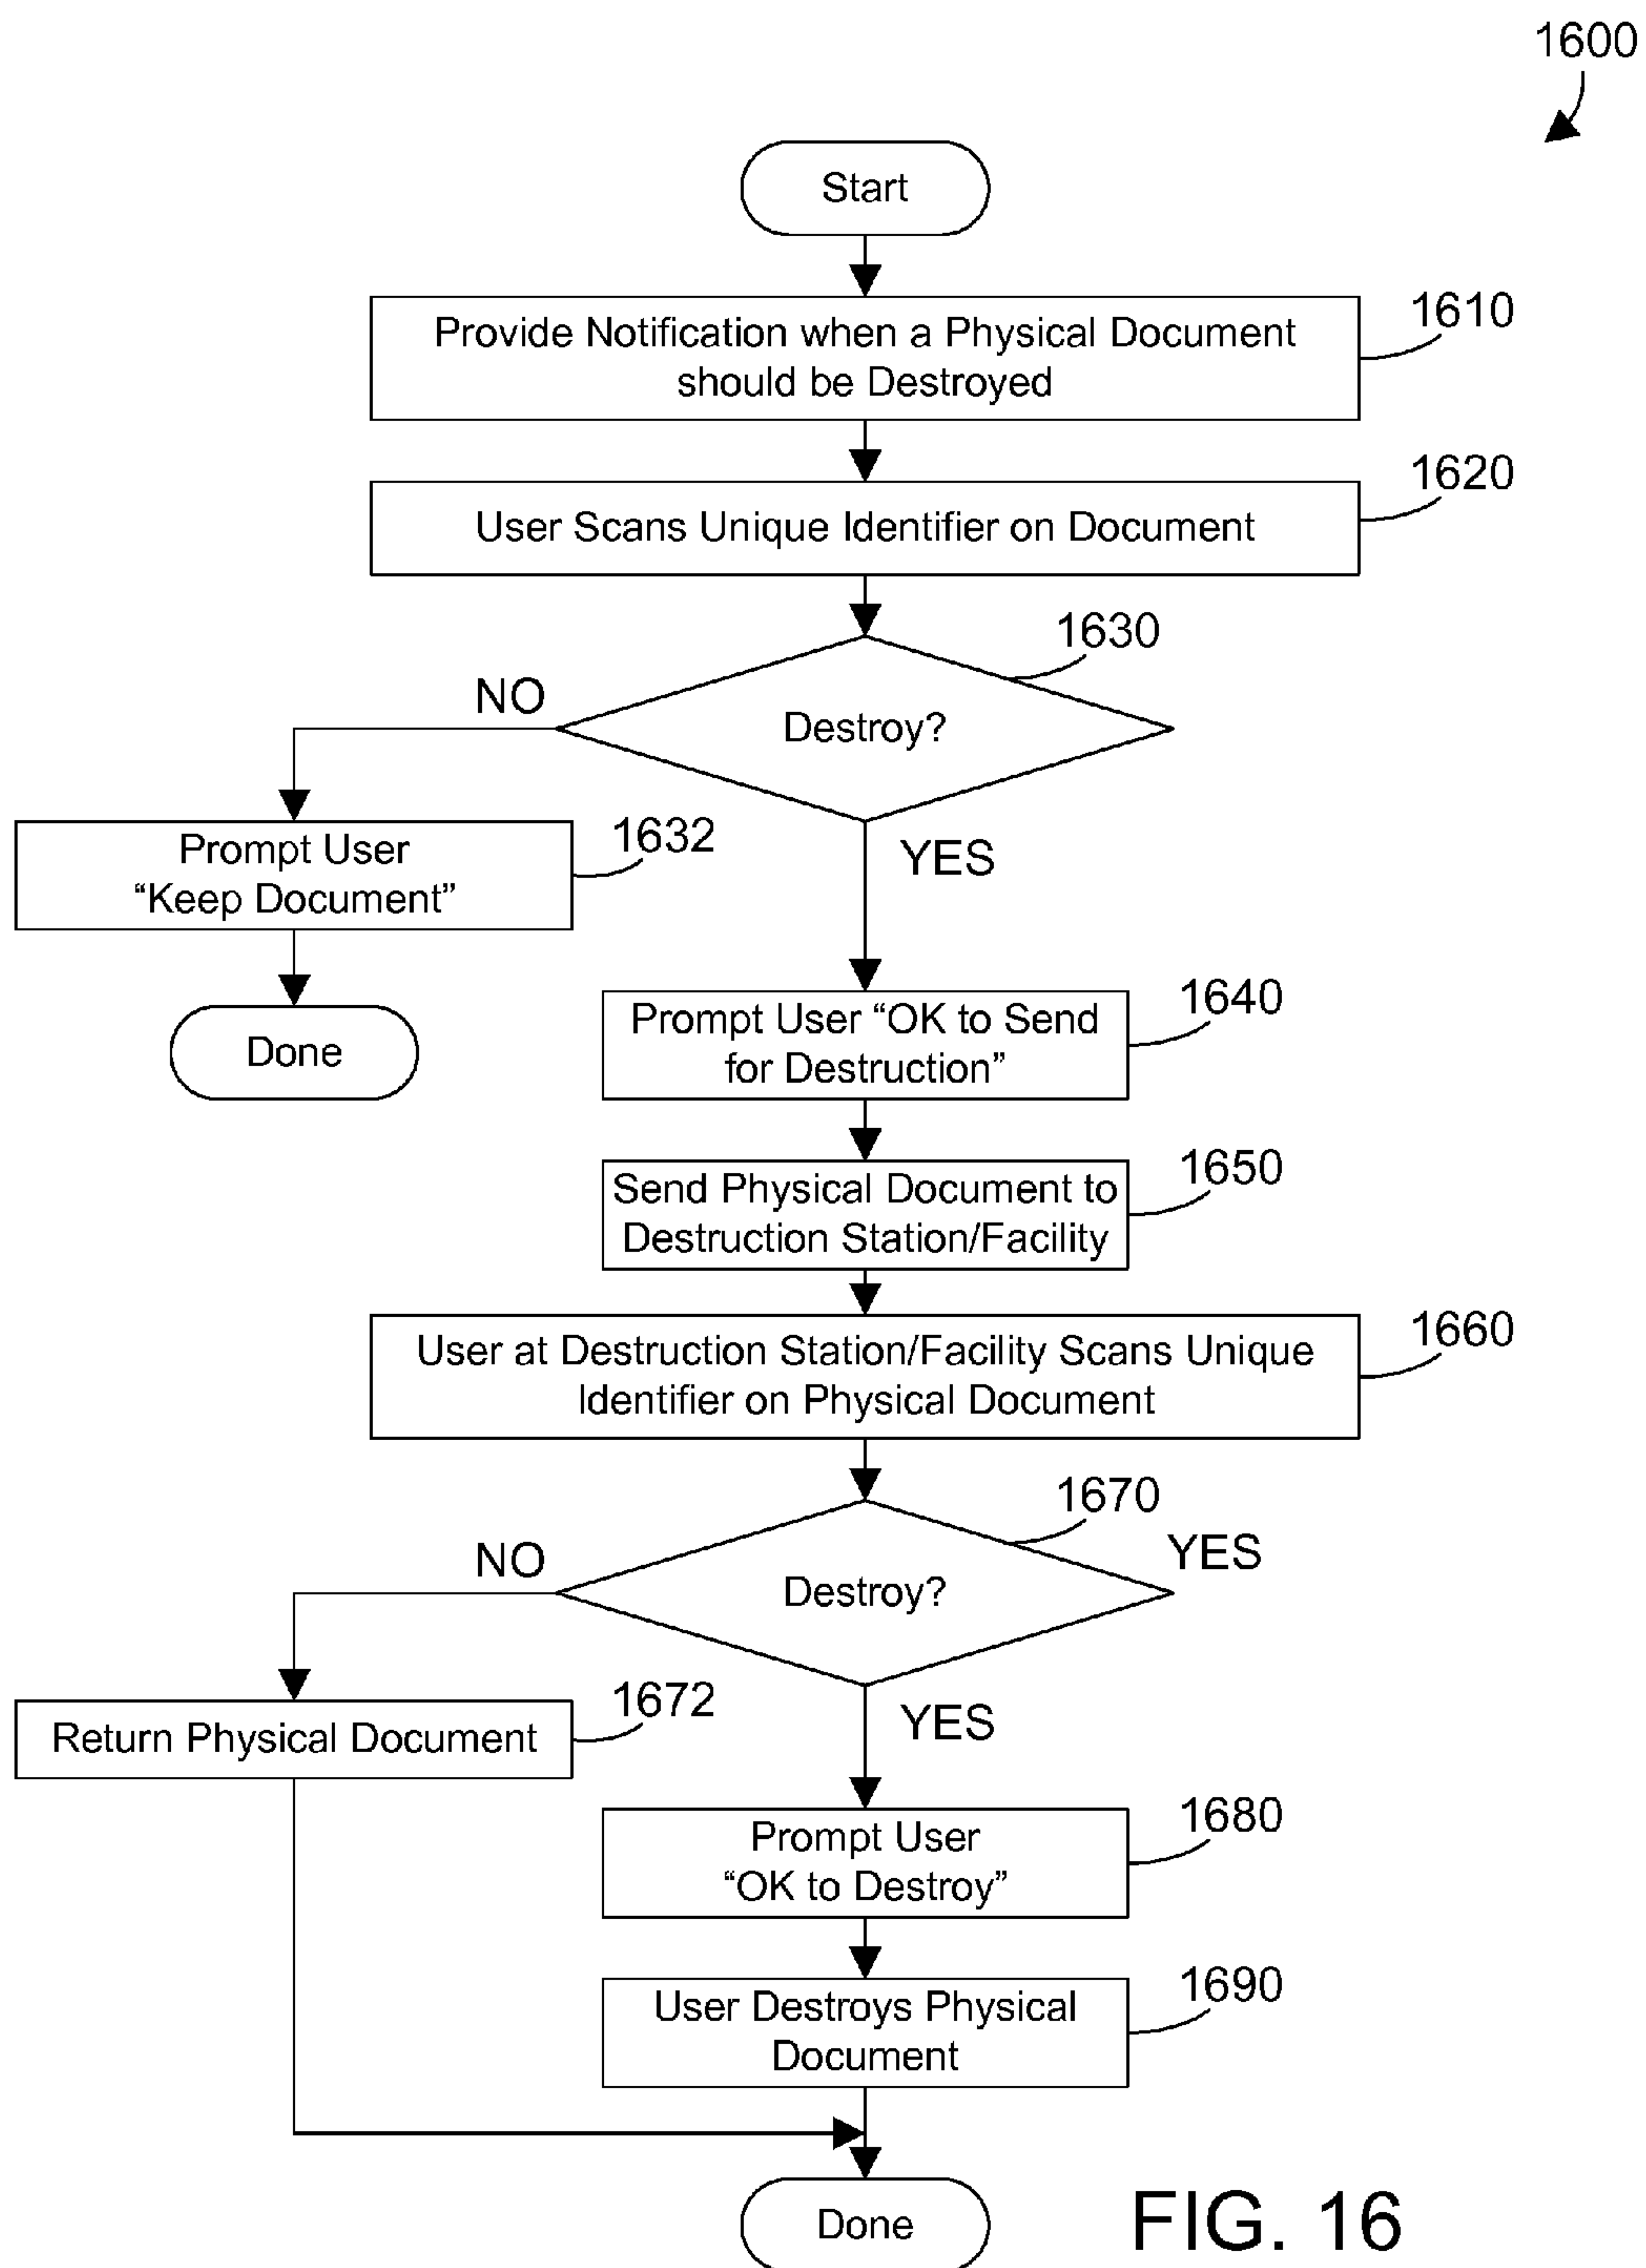 1600
Start
Provide Notification when a Physical Document
should be Destroyed
1610
User Scans Unique Identifier on Document
1620
1630
Destroy?
NO
YES
Prompt User
“Keep Document”
1632
Done
Prompt User “OK to Send
for Destruction”
1640
Send Physical Document to
Destruction Station/Facility
1650
User at Destruction Station/Facility Scans Unique
Identifier on Physical Document
1660
1670
Destroy?
NO
YES
YES
Return Physical Document
1672
Prompt User
“OK to Destroy”
1680
User Destroys Physical
Document
1690
Done
FIG. 16